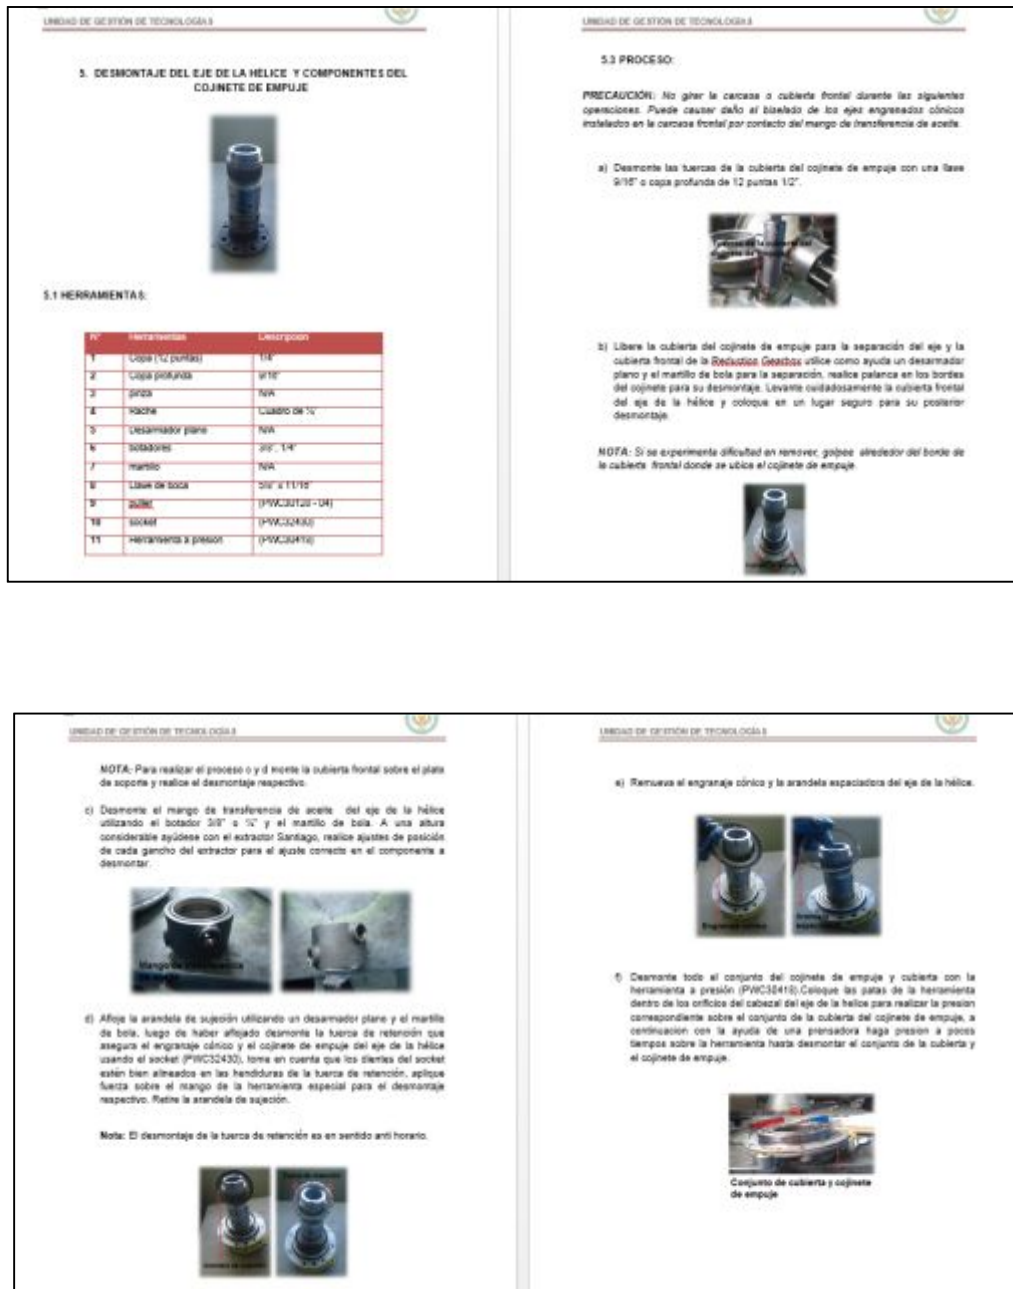 UNIDAD DE GESTIÓN DE TECNOLOGÍAS
5. DESMONTAJE DEL EJE DE LA HÉLICE Y COMPONENTES DEL
COJINETE DE EMPUJE
5.1 HERRAMIENTAS:
N° Herramientas Descripción
1 Copa (12 puntas) 1/4"
2 Copa profunda 9/16"
3 pinza N/A
4 Rache Cuadro de
5 Desarmador plano N/A
6 botadores 3/8", 1/4"
7 martillo N/A
8 Llave de boca 5/8" x 11/16"
9 puller (PWC30128 - 04)
10 socket (PWC32430)
11 Herramienta a presión (PWC30418)
UNIDAD DE GESTIÓN DE TECNOLOGÍAS
5.3 PROCESO:
PRECAUCIÓN: No girar la carcasa o cubierta frontal durante las siguientes
operaciones. Puede causar daño al biselado de los ejes engranados cónicos
instalados en la carcasa frontal por contacto del mango de transferencia de aceite.
a) Desmonte las tuercas de la cubierta del cojinete de empuje con una llave
9/16" o copa profunda de 12 puntas 1/2".
b) Libere la cubierta del cojinete de empuje para la separación del eje y la
cubierta frontal de la Reduction Gearbox utilice como ayuda un desarmador
plano y el martillo de bola para la separación, realice palanca en los bordes
del cojinete para su desmontaje. Levante cuidadosamente la cubierta frontal
del eje de la hélice y coloque en un lugar seguro para su posterior
desmontaje.
NOTA: Si se experimenta dificultad en remover, golpee alrededor del borde de
la cubierta frontal donde se ubica el cojinete de empuje
UNIDAD DE GESTIÓN DE TECNOLOGÍAS
NOTA: Para realizar el proceso c y d monte la cubierta frontal sobre el plato
de soporte y realice el desmontaje respectivo.
c) Desmonte el mango de transferencia de aceite del eje de la hélice
utilizando el botador 3/8" o ¼" y el martillo de bola. A una altura
considerable ayúdese con el extractor Santiago, realice ajustes de posición
de cada gancho del extractor para el ajuste correcto en el componente a
desmontar.
d) Afloje la arandela de sujeción utilizando un desarmador plano y el martillo
de bola, luego de haber aflojado desmonte la tuerca de retención que
asegura el engranaje cónico y el cojinete de empuje del eje de la hélice
usando el socket (PWC32430), tome en cuenta que los dientes del socket
estén bien alineados en las hendiduras de la tuerca de retención, aplique
fuerza sobre el mango de la herramienta especial para el desmontaje
respectivo. Retire la arandela de sujeción.
Nota: El desmontaje de la tuerca de retención es en sentido anti horario.
UNIDAD DE GESTIÓN DE TECNOLOGÍAS
e) Remueva el engranaje cónico y la arandela espaciadora del eje de la hélice.
Engranaje cónico
f) Desmonte todo el conjunto del cojinete de empuje y cubierta con la
herramienta a presión (PWC30418).Coloque las patas de la herramienta
dentro de los orificios del cabezal del eje de la helice para realizar la presion
correspondiente sobre el conjunto de la cubierta del cojinete de empuje, a
continuacion con la ayuda de una prensadora haga presion a pocos
tiempos sobre la herramienta hasta desmontar el conjunto de la cubierta y
el cojinete de empuje.
Conjunto de cubierta y cojinete
de empuje